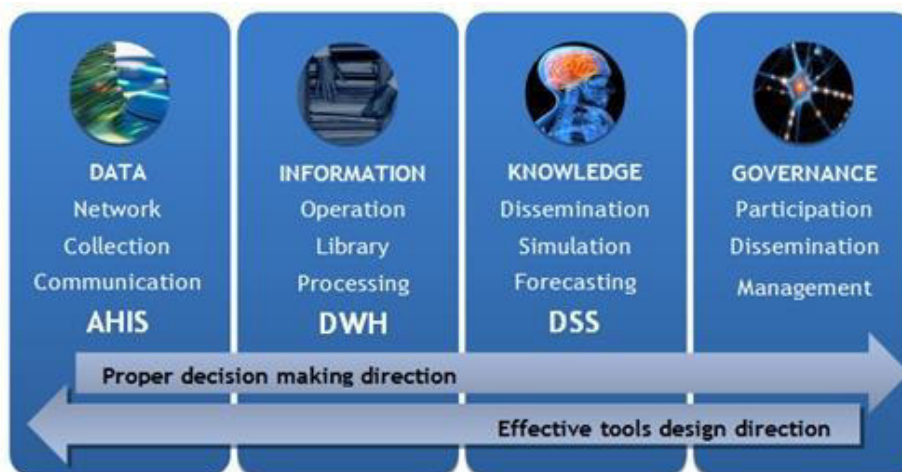 DATA
Network
Collection
Communication
AHIS
INFORMATION
Operation
Library
Processing
DWH
KNOWLEDGE
Dissemination
Simulation
Forecasting
DSS
GOVERNANCE
Participation
Dissemination
Management
Proper decision making direction
Effective tools design direction